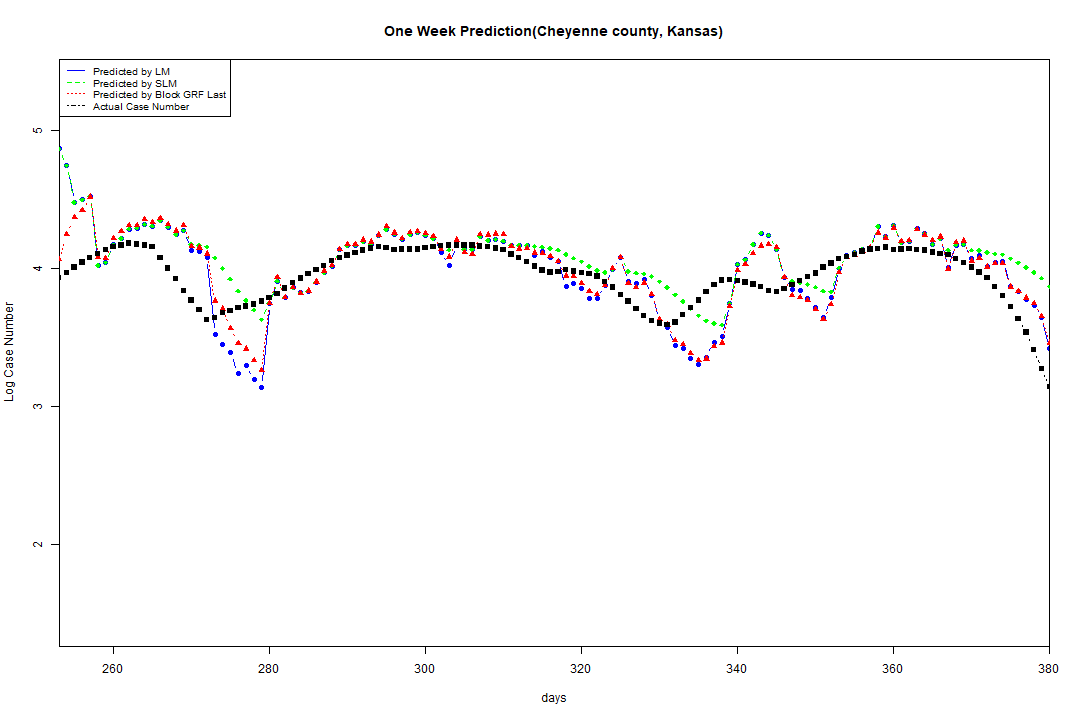 One Week Prediction(Cheyenne county, Kansas)
Predicted by LM
Predicted by SLM
Predicted by Block GRF Last
Actual Case Number
5
4
3
2
Log Case Number
260 280 300 320 340 360 380
days